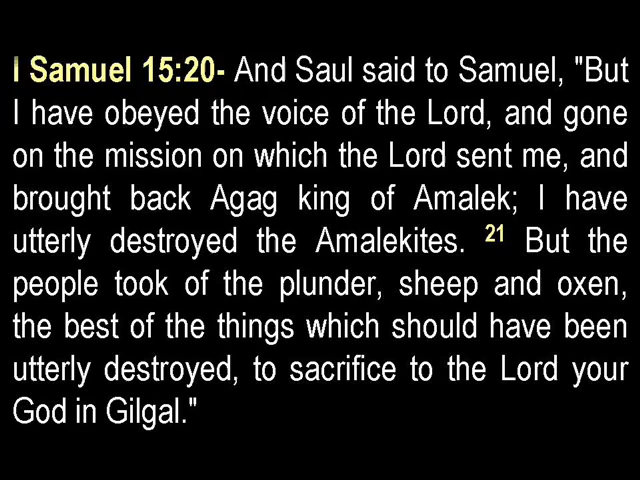 I Samuel 15:20- And Saul said to Samuel, "But
I have obeyed the voice of the Lord, and gone
on the mission on which the Lord sent me, and
brought back Agag king of Amalek; I have
utterly destroyed the Amalekites. 21 But the
people took of the plunder, sheep and oxen,
the best of the things which should have been
utterly destroyed, to sacrifice to the Lord your
God in Gilgal."